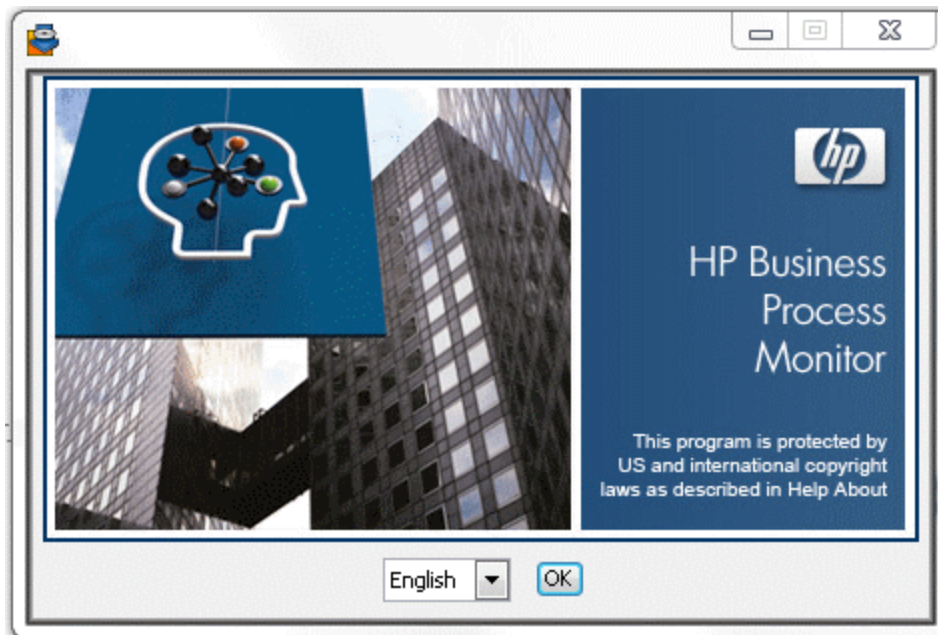 hp
HP Business
Process
Monitor
This program is protected by
US and international copyright
laws as described in Help About
English
OK